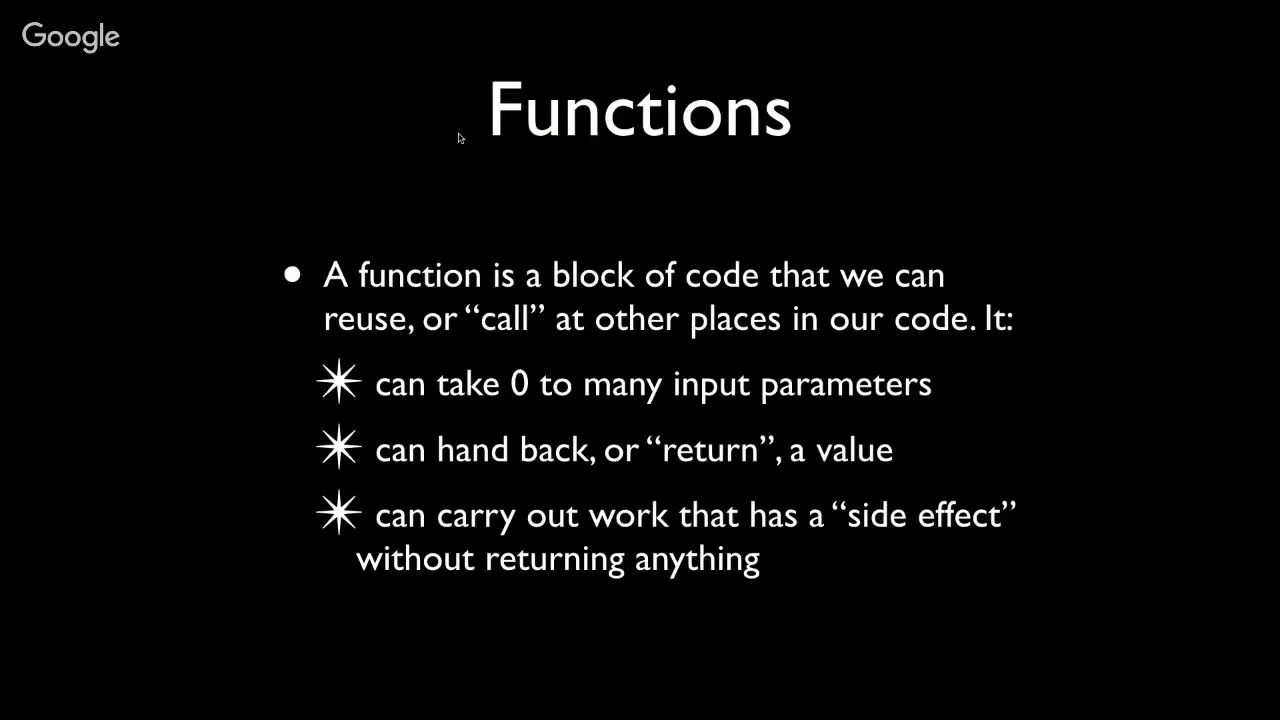 Google
Functions
• A function is a block of code that we can
reuse, or “call” at other places in our code. It:
✴ can take 0 to many input parameters
✴ can hand back, or “return”, a value
✴ can carry out work that has a “side effect”
without returning anything